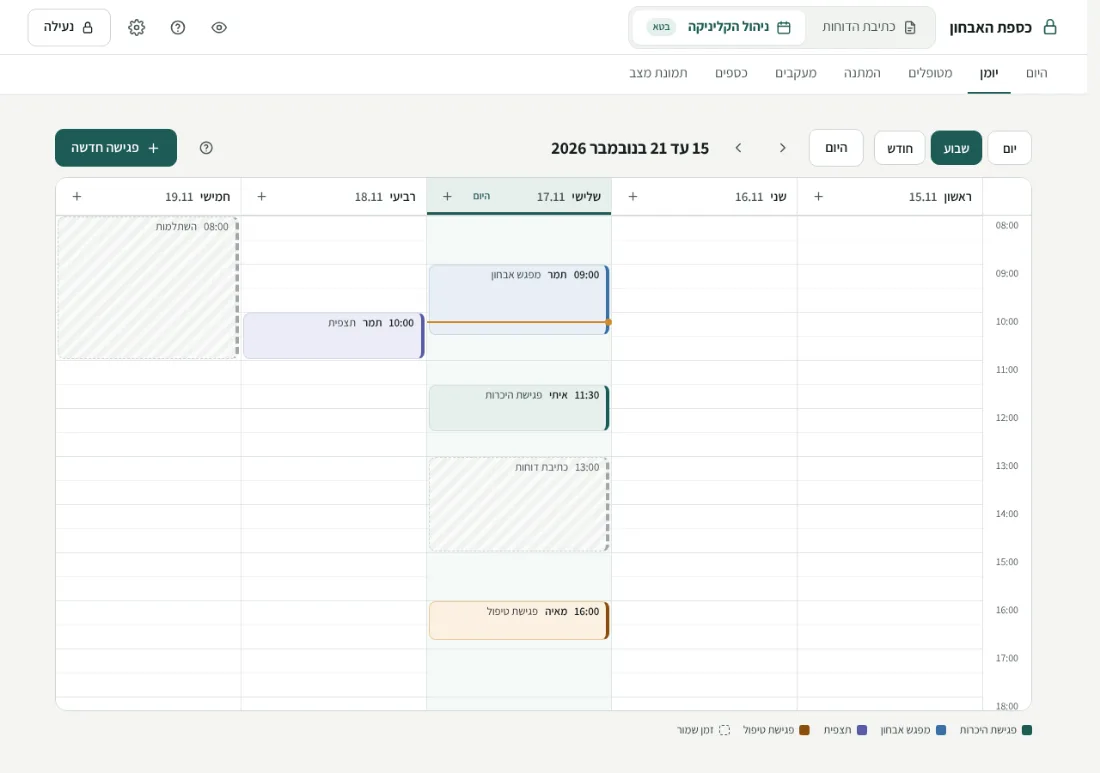 כספת האבחון
כתיבת הדוחות
ניהול הקליניקה בטא
נעילה
היום יומן מטופלים המתנה מעקבים כספים תמונת מצב
יום שבוע חודש היום
15 עד 21 בנובמבר 2026
+ פגישה חדשה
ראשון 15.11 +
שני 16.11 +
שלישי 17.11 היום +
רביעי 18.11 +
חמישי 19.11 +
08:00
09:00
10:00
11:00
12:00
13:00
14:00
15:00
16:00
17:00
18:00
09:00 תמר מפגש אבחון
11:30 איתי פגישת היכרות
13:00 כתיבת דוחות
16:00 מאיה פגישת טיפול
10:00 תמר תצפית
08:00 השתלמות
פגישת היכרות מפגש אבחון תצפית פגישת טיפול זמן שמור